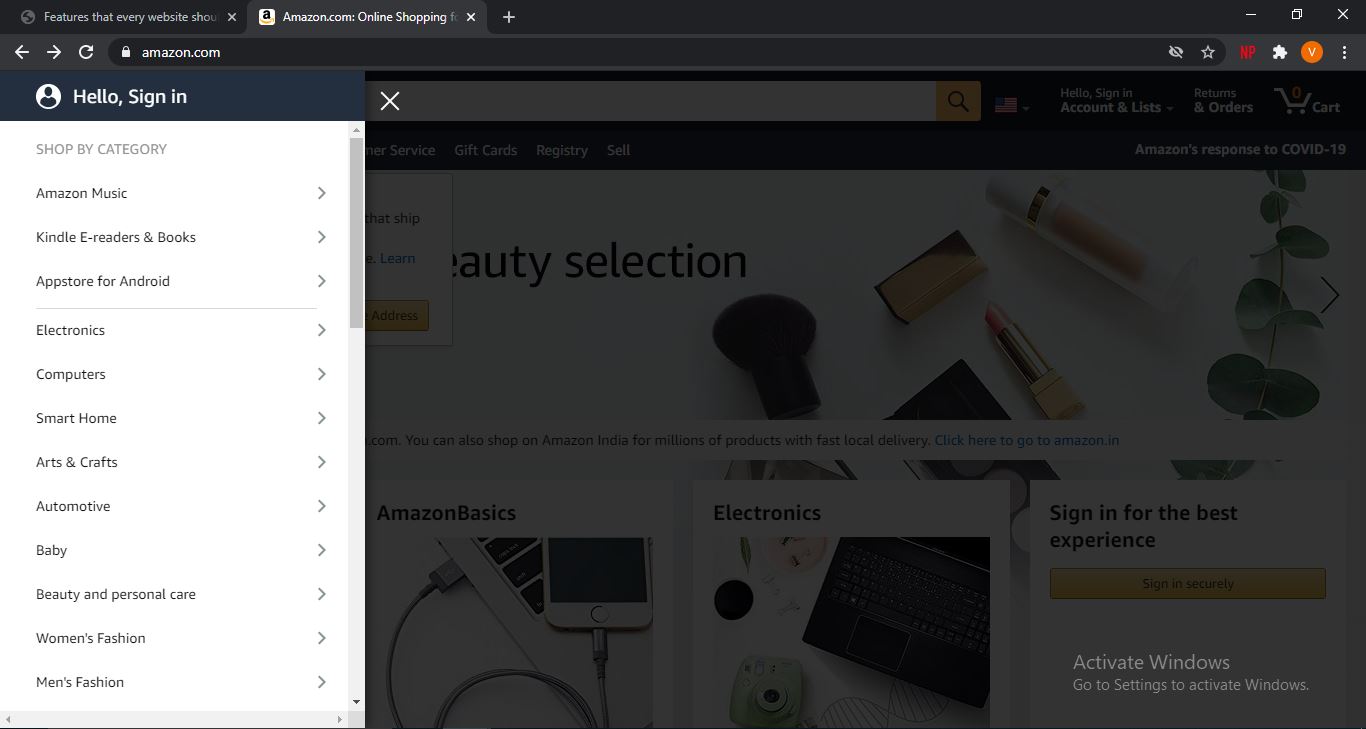 Features that every website shou
Amazon.com: Online Shopping fo
amazon.com
NP
V
Hello, Sign in
SHOP BY CATEGORY
Amazon Music
Kindle E-readers & Books
Appstore for Android
Electronics
Computers
Smart Home
Arts & Crafts
Automotive
Baby
Beauty and personal care
Women's Fashion
Men's Fashion
Hello, Sign in
Account & Lists
Returns
& Orders
0
Cart
mer Service
Gift Cards
Registry
Sell
Amazon's response to COVID-19
that ship
e. Learn
e Address
eauty selection
.com. You can also shop on Amazon India for millions of products with fast local delivery. Click here to go to amazon.in
AmazonBasics
Electronics
Sign in for the best
experience
Sign in securely
Activate Windows
Go to Settings to activate Windows.